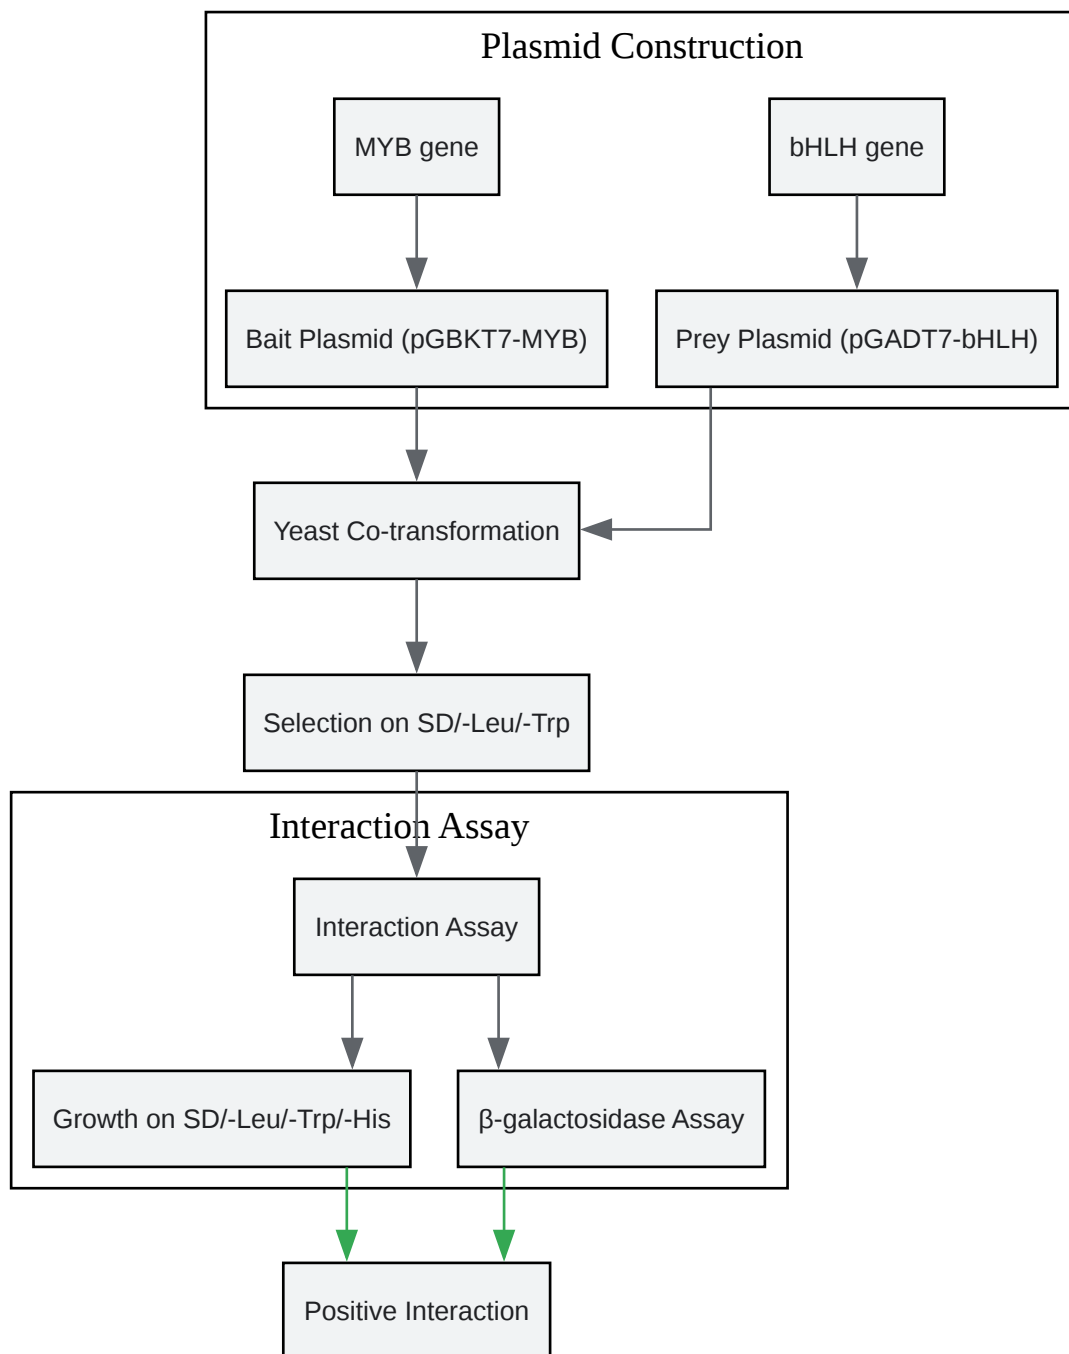 Plasmid Construction
MYB gene
bHLH gene
Bait Plasmid (pGBKT7-MYB)
Prey Plasmid (pGADT7-bHLH)
Yeast Co-transformation
Selection on SD/-Leu/-Trp
Interaction Assay
Interaction Assay
Growth on SD/-Leu/-Trp/-His
β-galactosidase Assay
Positive Interaction